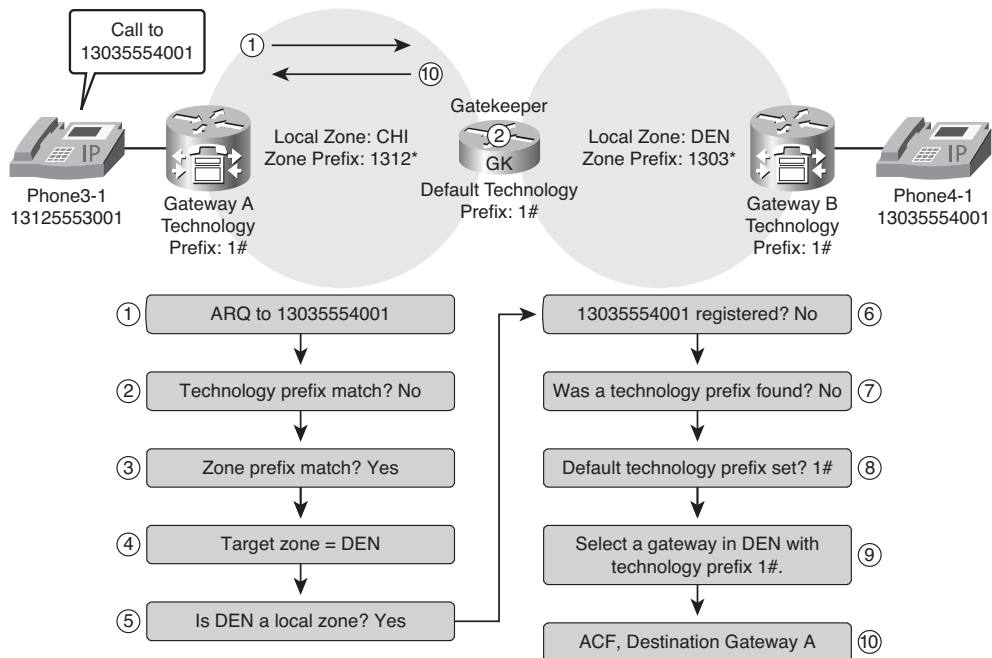 Call to
13035554001
①
⑩
Gatekeeper
②
GK
Default Technology
Prefix: 1#
Local Zone: CHI
Zone Prefix: 1312*
Local Zone: DEN
Zone Prefix: 1303*
IP
Phone3-1
13125553001
Gateway A
Technology
Prefix: 1#
Gateway B
Technology
Prefix: 1#
IP
Phone4-1
13035554001
① ARQ to 13035554001
② Technology prefix match? No
③ Zone prefix match? Yes
④ Target zone = DEN
⑤ Is DEN a local zone? Yes
13035554001 registered? No ⑥
Was a technology prefix found? No ⑦
Default technology prefix set? 1# ⑧
Select a gateway in DEN with
technology prefix 1#. ⑨
ACF, Destination Gateway A ⑩